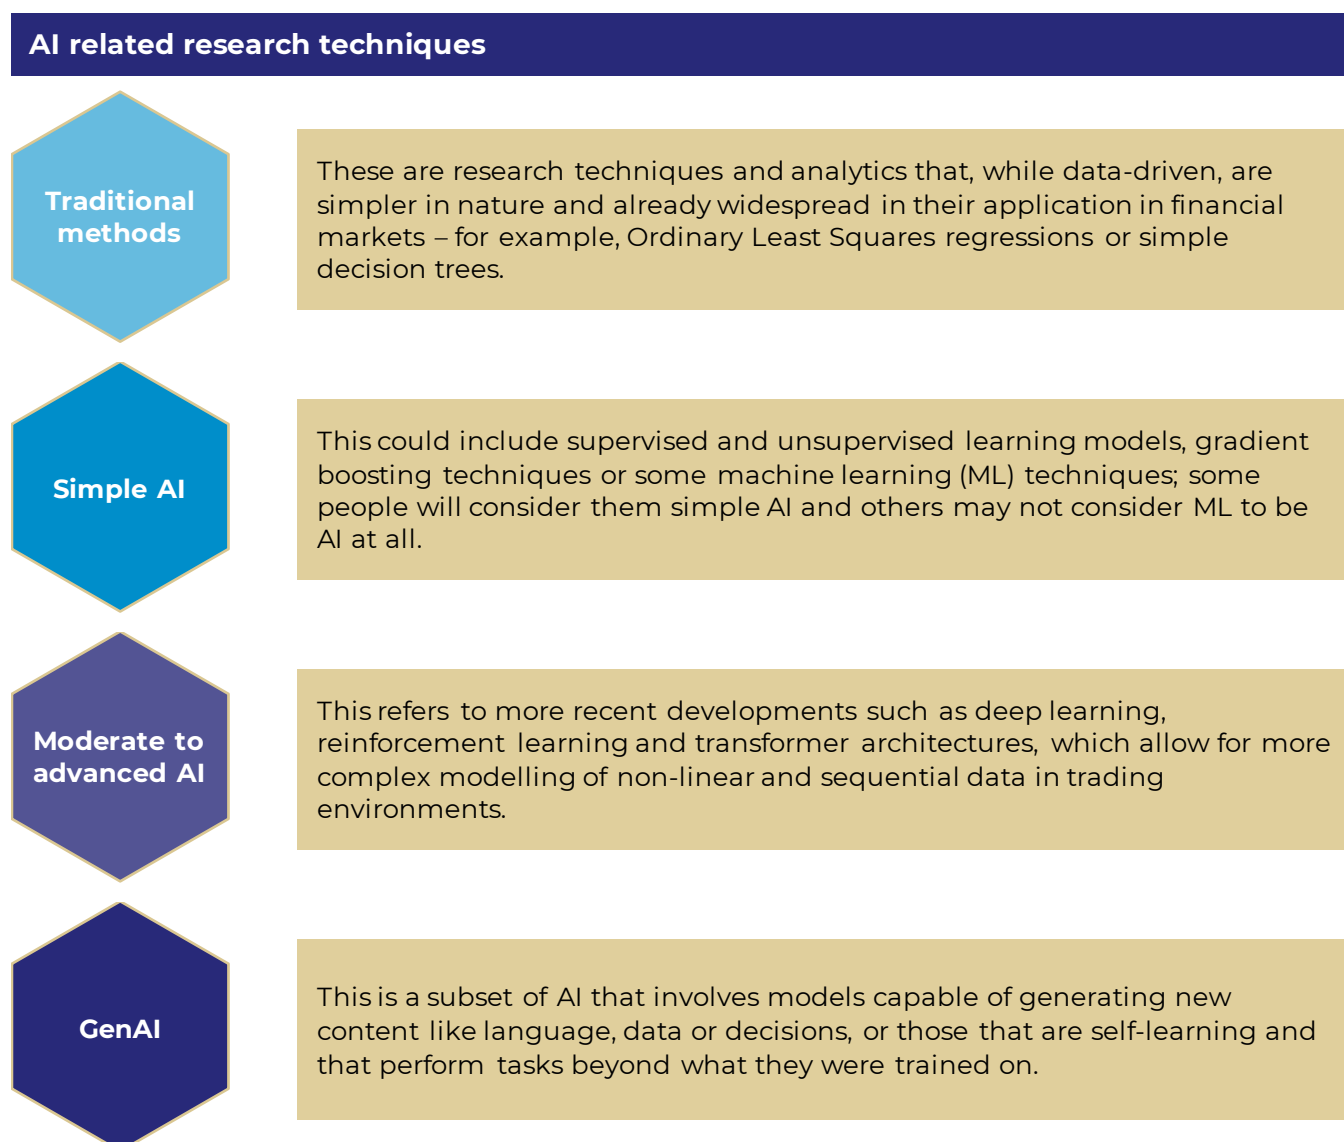 AI related research techniques
Traditional
methods
These are research techniques and analytics that, while data-driven, are
simpler in nature and already widespread in their application in financial
markets – for example, Ordinary Least Squares regressions or simple
decision trees.
Simple AI
This could include supervised and unsupervised learning models, gradient
boosting techniques or some machine learning (ML) techniques; some
people will consider them simple AI and others may not consider ML to be
AI at all.
Moderate to
advanced AI
This refers to more recent developments such as deep learning,
reinforcement learning and transformer architectures, which allow for more
complex modelling of non-linear and sequential data in trading
environments.
GenAI
This is a subset of AI that involves models capable of generating new
content like language, data or decisions, or those that are self-learning and
that perform tasks beyond what they were trained on.